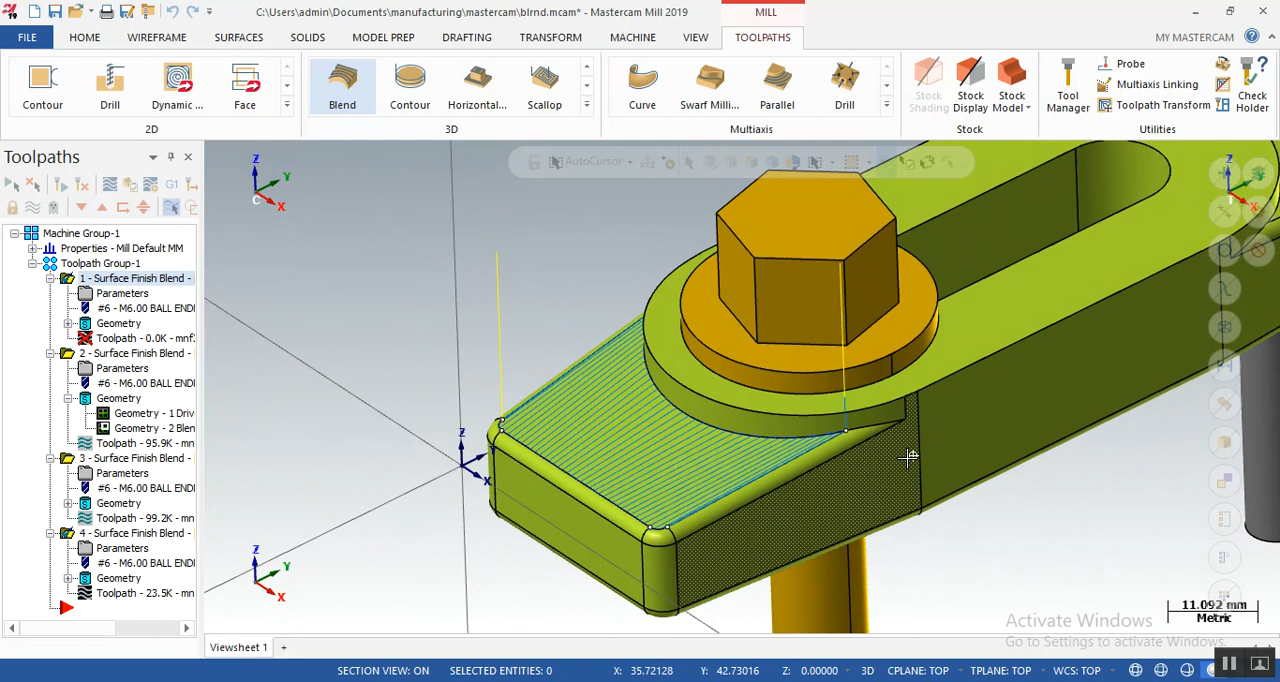 C:\Users\admin\Documents\manufacturing\mastercam\blrnd.mcam* - Mastercam Mill 2019
MILL
FILE HOME WIREFRAME SURFACES SOLIDS MODEL PREP DRAFTING TRANSFORM MACHINE VIEW TOOLPATHS MY MASTERCAM
Contour Drill Dynamic ... Face
2D
Blend Contour Horizontal... Scallop
3D
Curve Swarf Milli... Parallel Drill
Multiaxis
Stock Shading Stock Display Stock Model
Stock
Tool Manager
Probe
Multiaxis Linking
Toolpath Transform
Check Holder
Utilities
Toolpaths
G1
Machine Group-1
Properties - Mill Default MM
Toolpath Group-1
1 - Surface Finish Blend -
Parameters
#6 - M6.00 BALL ENDI
Geometry
Toolpath - 0.0K - mnf:
2 - Surface Finish Blend -
Parameters
#6 - M6.00 BALL ENDI
Geometry
Geometry - 1 Driv
Geometry - 2 Blen
Toolpath - 95.9K - mn
3 - Surface Finish Blend -
Parameters
#6 - M6.00 BALL ENDI
Geometry
Toolpath - 99.2K - mn
4 - Surface Finish Blend -
Parameters
#6 - M6.00 BALL ENDI
Geometry
Toolpath - 23.5K - mn
AutoCursor
Z
Y
X
C
Z
Y
X
T
Z
X
Z
Y
X
11.092 mm
Metric
Activate Windows
Go to Settings to activate Windows.
Viewsheet 1
SECTION VIEW: ON SELECTED ENTITIES: 0 X: 35.72128 Y: 42.73016 Z: 0.00000 3D CPLANE: TOP TPLANE: TOP WCS: TOP